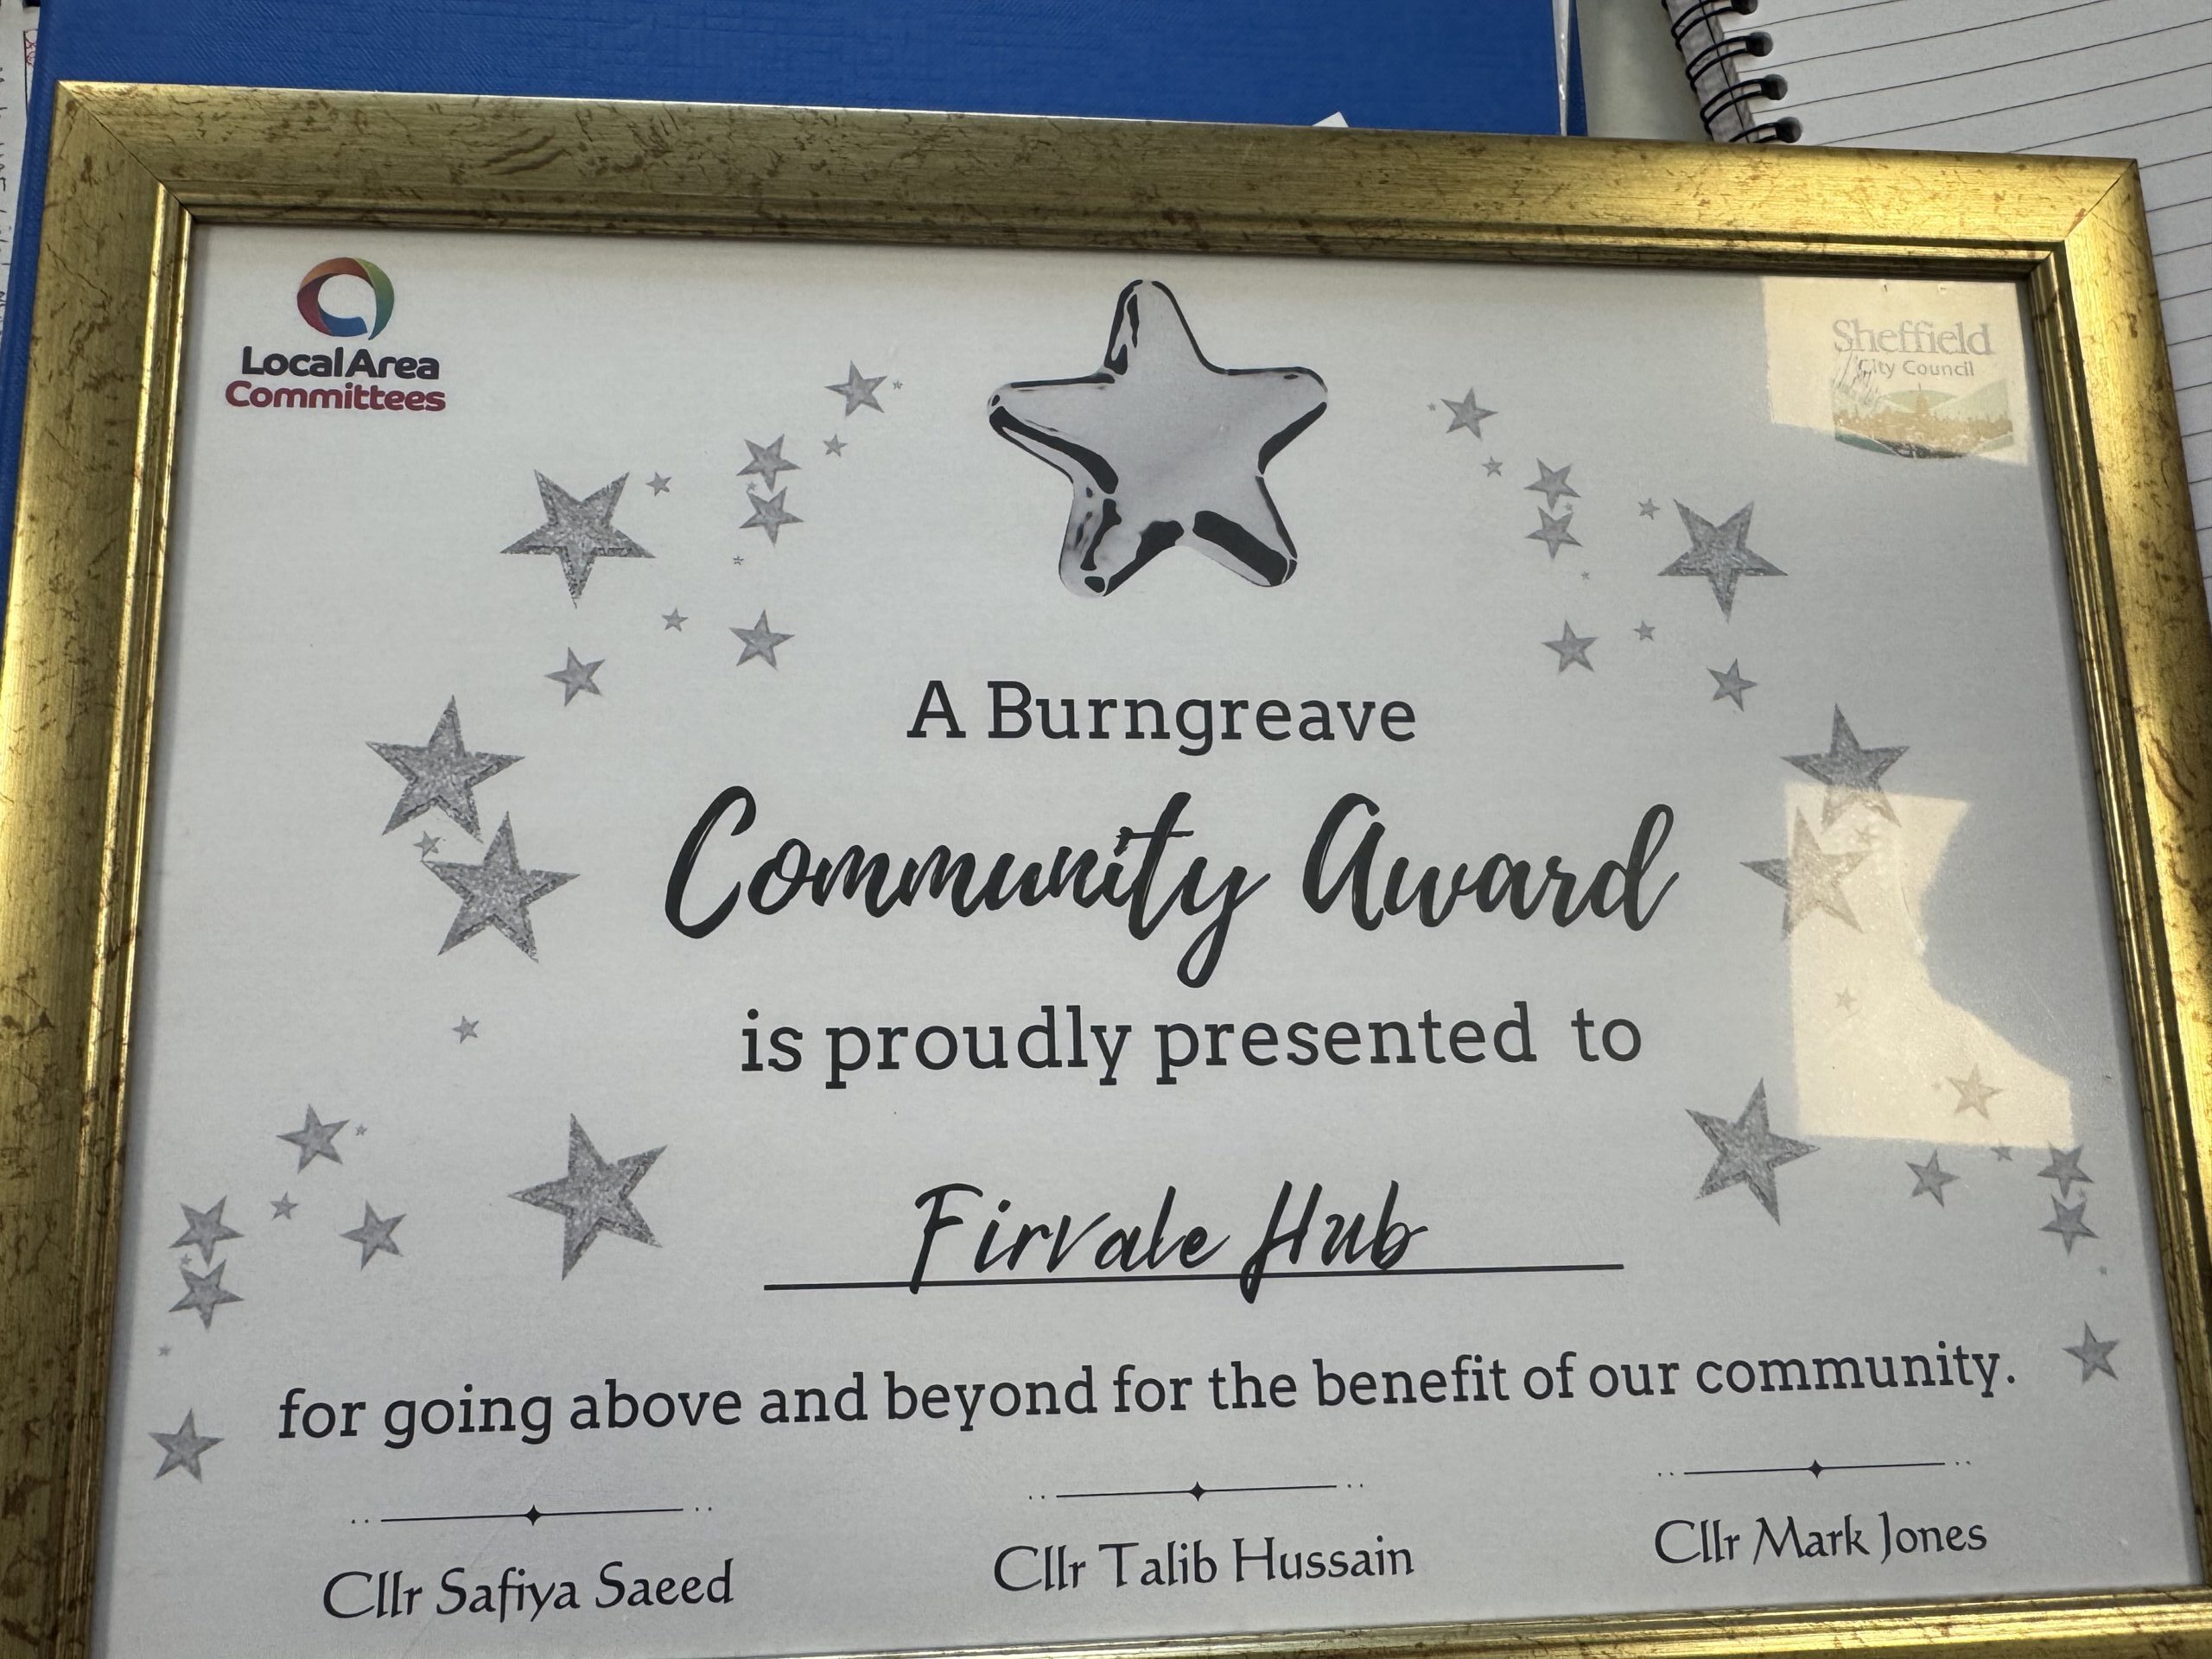 Local Area
Committees
Sheffield
City Council
A Burngreave
Community Award
is proudly presented to
Firvale Hub
for going above and beyond for the benefit of our community.
Cllr Safiya Saeed
Cllr Talib Hussain
Cllr Mark Jones